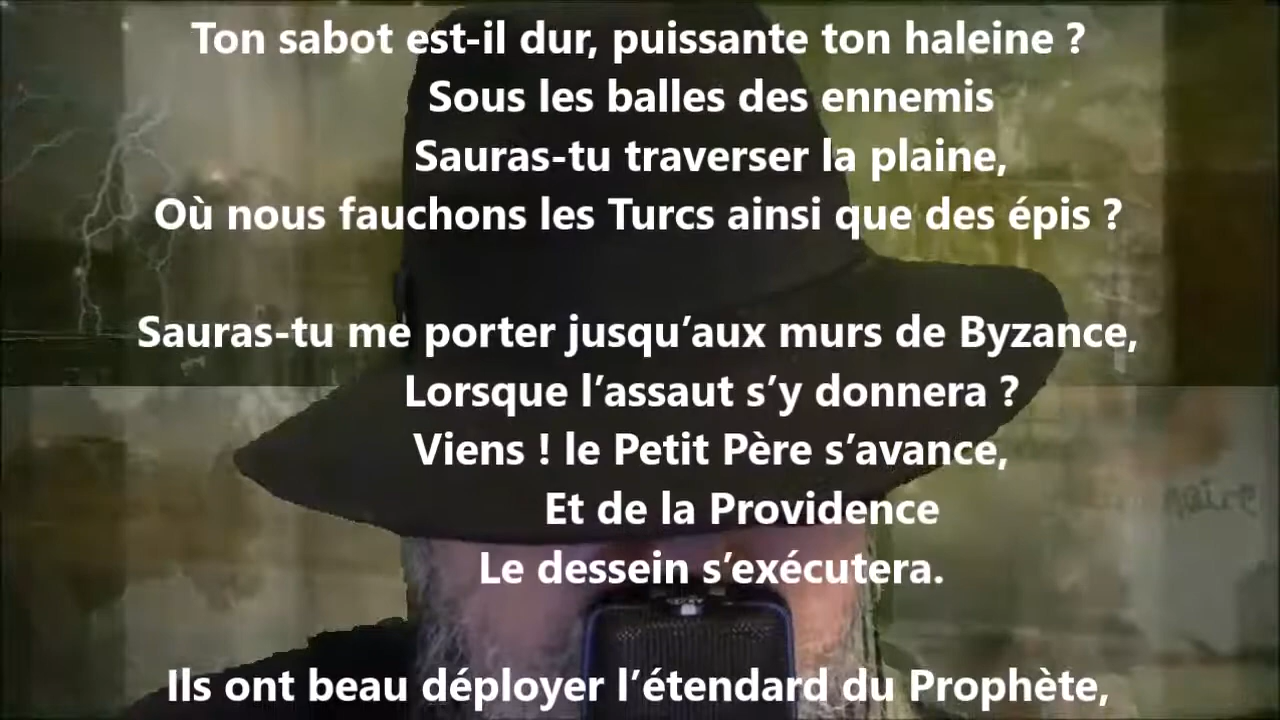 Ton sabot est-il dur, puissante ton haleine ?
Sous les balles des ennemis
Sauras-tu traverser la plaine,
Où nous fauchons les Turcs ainsi que des épis ?
Sauras-tu me porter jusqu’aux murs de Byzance,
Lorsque l’assaut s’y donnera ?
Viens ! le Petit Père s’avance,
Et de la Providence
Le dessein s’exécutera.
Ils ont beau déployer l’étendard du Prophète,